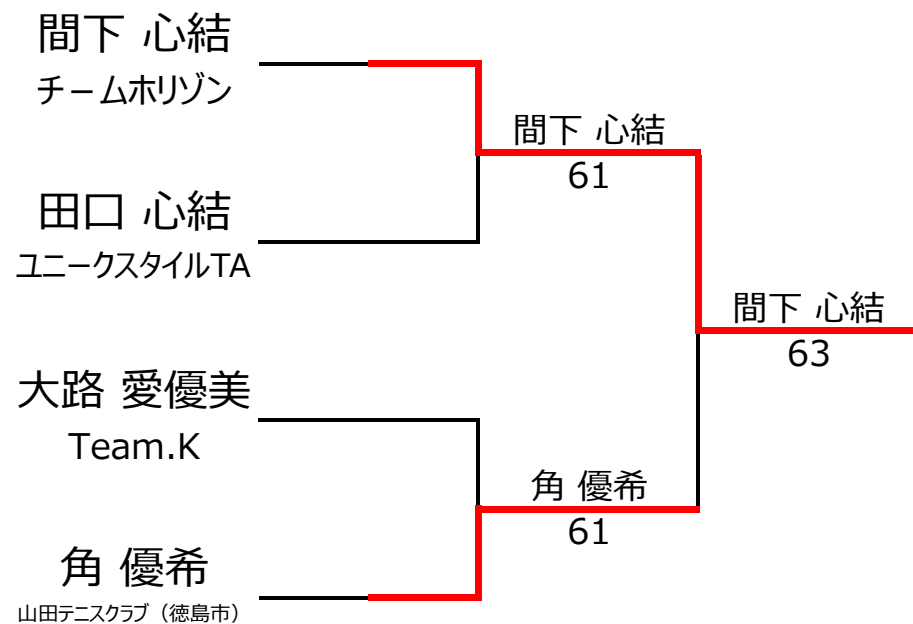 間下 心結
チームホリゾン
田口 心結
ユニークスタイルTA
大路 愛優美
Team.K
角 優希
山田テニスクラブ（徳島市）
間下 心結
61
角 優希
61
間下 心結
63